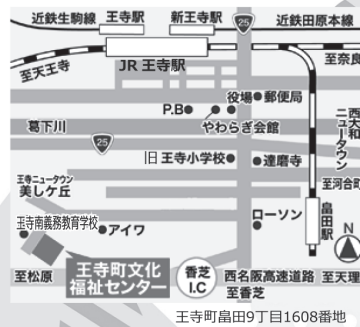 近鉄生駒線
王寺駅
新王寺駅
25
近鉄田原本線
JR 王寺駅
至天王寺
至奈良
役場
郵便局
P.B
やわらぎ会館
葛下川
25
西大和
ニュータウン
旧 王寺小学校
達磨寺
王寺ニュータウン
美しケ丘
至河合町
王寺南義務教育学校
アイワ
ローソン
畠田駅
N
王寺町文化
福祉センター
至松原
香芝
I.C
西名阪高速道路
至天理
至香芝
王寺町畠田9丁目1608番地